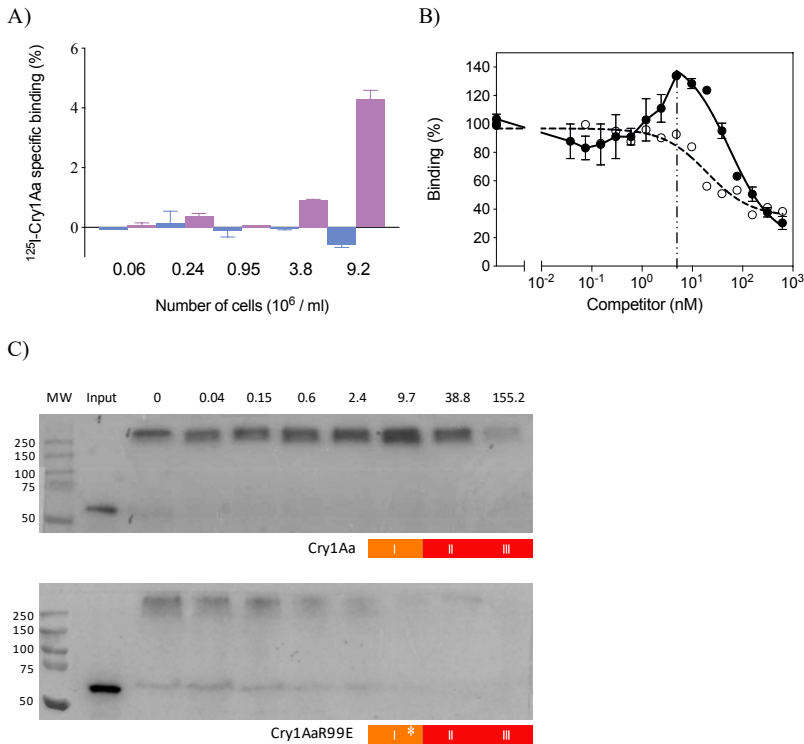 A)
¹²⁵I-Cry1Aa specific binding (%)
6
4
2
0
0.06 0.24 0.95 3.8 9.2
Number of cells (10⁶ / ml)
B)
Binding (%)
140
120
100
80
60
40
20
0
10⁻² 10⁻¹ 10⁰ 10¹ 10² 10³
Competitor (nM)
C)
MW Input 0 0.04 0.15 0.6 2.4 9.7 38.8 155.2
250
150
100
75
50
Cry1Aa I II III
250
150
100
75
50
Cry1AaR99E I * II III